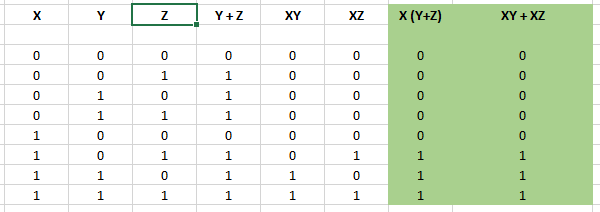 X Y Z Y + Z XY XZ X (Y+Z) XY + XZ
0 0 0 0 0 0 0 0
0 0 1 1 0 0 0 0
0 1 0 1 0 0 0 0
0 1 1 1 0 0 0 0
1 0 0 0 0 0 0 0
1 0 1 1 0 1 1 1
1 1 0 1 1 0 1 1
1 1 1 1 1 1 1 1